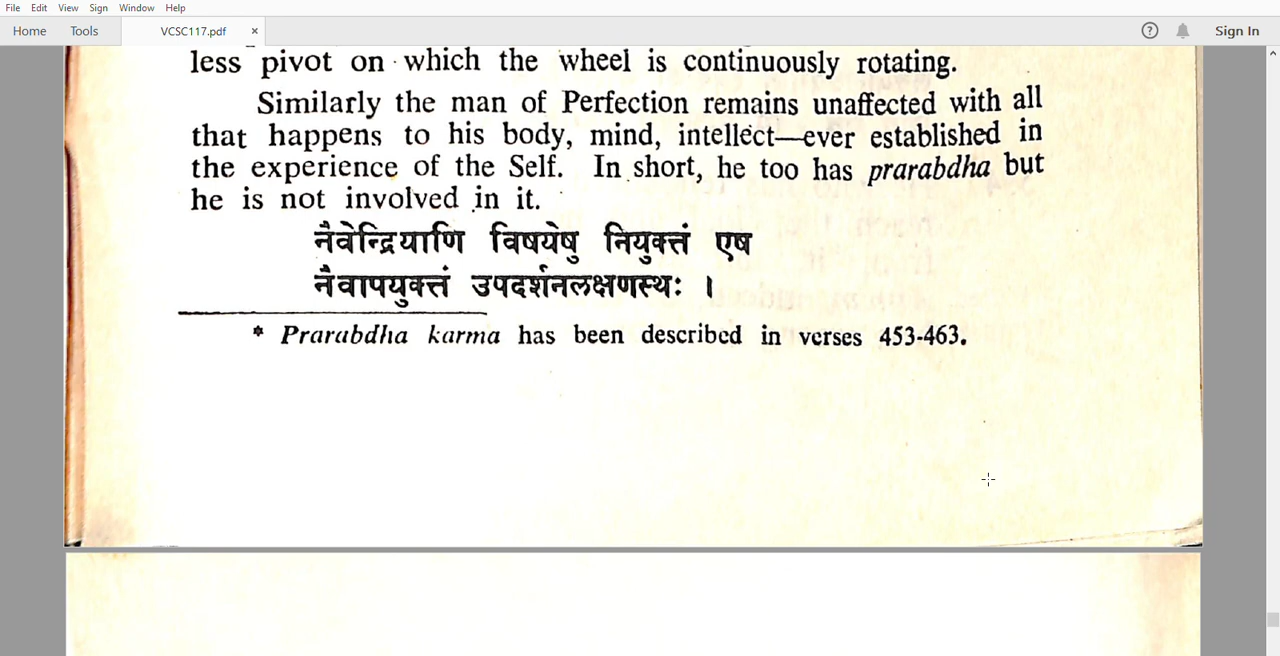 File Edit View Sign Window Help
Home Tools VCSC117.pdf × Sign In
less pivot on which the wheel is continuously rotating.
Similarly the man of Perfection remains unaffected with all
that happens to his body, mind, intellect—ever established in
the experience of the Self. In short, he too has prarabdha but
he is not involved in it.
नैवेन्द्रियाणि विषयेषु नियुक्तं एष
नैवापयुक्तं उपदर्शनलक्षणस्थः ।
* Prarabdha karma has been described in verses 453-463.